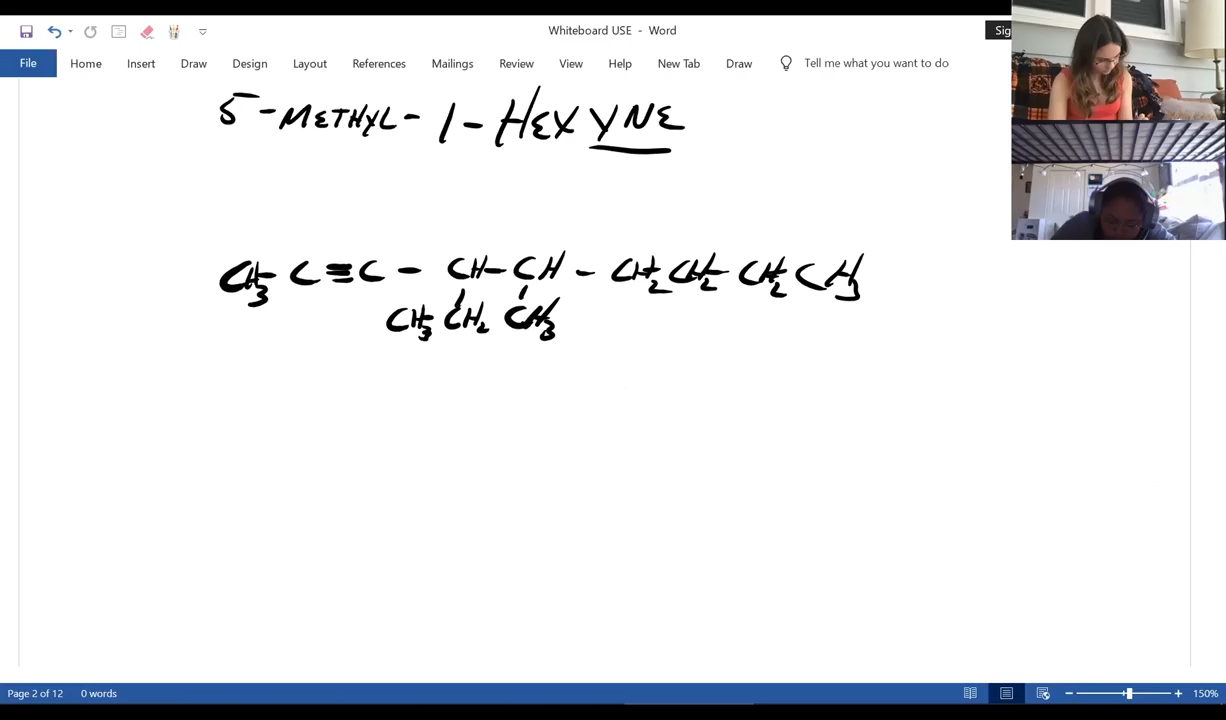 Whiteboard USE - Word
Sig
File Home Insert Draw Design Layout References Mailings Review View Help New Tab Draw Tell me what you want to do
5-METHYL-1-HEXYNE
CH₃-C≡C-CH-CH-CH₂CH₂-CH₂CH₃
CH₃CH₂ CH₃
Page 2 of 12 0 words 150%